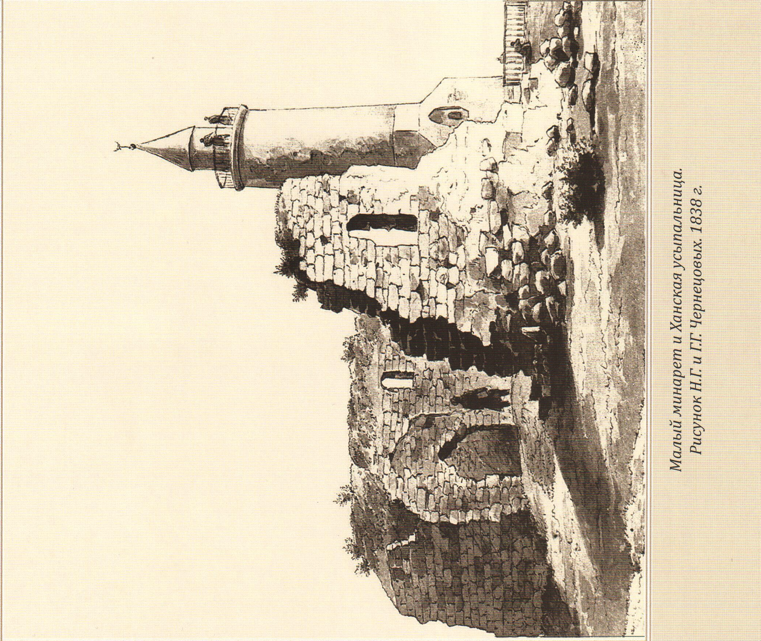 Малый минарет и Ханская усыпальница.
Рисунок Н.Г. и Г.Г. Чернецовых. 1838 г.